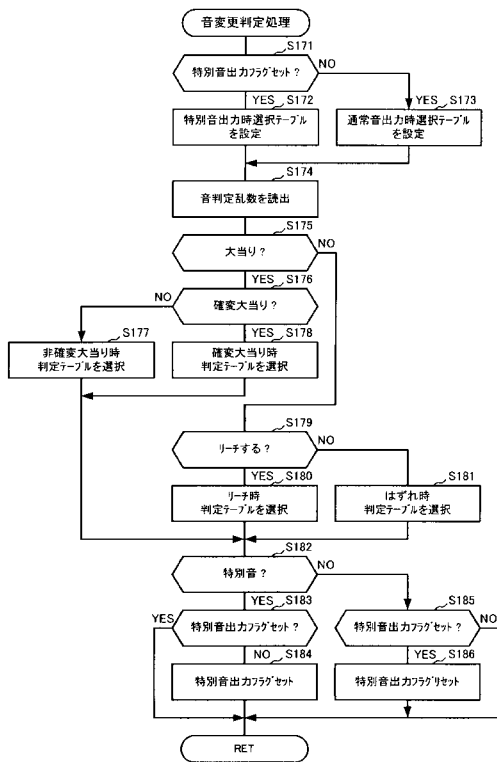 音変更判定処理
S171
特別音出力フラグセット?
NO
YES
S172
YES
S173
特別音出力時選択テーブル
を設定
通常音出力時選択テーブル
を設定
S174
音判定乱数を読出
S175
大当り?
NO
YES
S176
NO
確変大当り?
S177
YES
S178
非確変大当り時
判定テーブルを選択
確変大当り時
判定テーブルを選択
S179
リーチする?
NO
YES
S180
S181
リーチ時
判定テーブルを選択
はずれ時
判定テーブルを選択
S182
特別音?
NO
YES
S183
S185
YES
特別音出力フラグセット?
特別音出力フラグセット?
NO
NO
S184
YES
S186
特別音出力フラグセット
特別音出力フラグリセット
RET